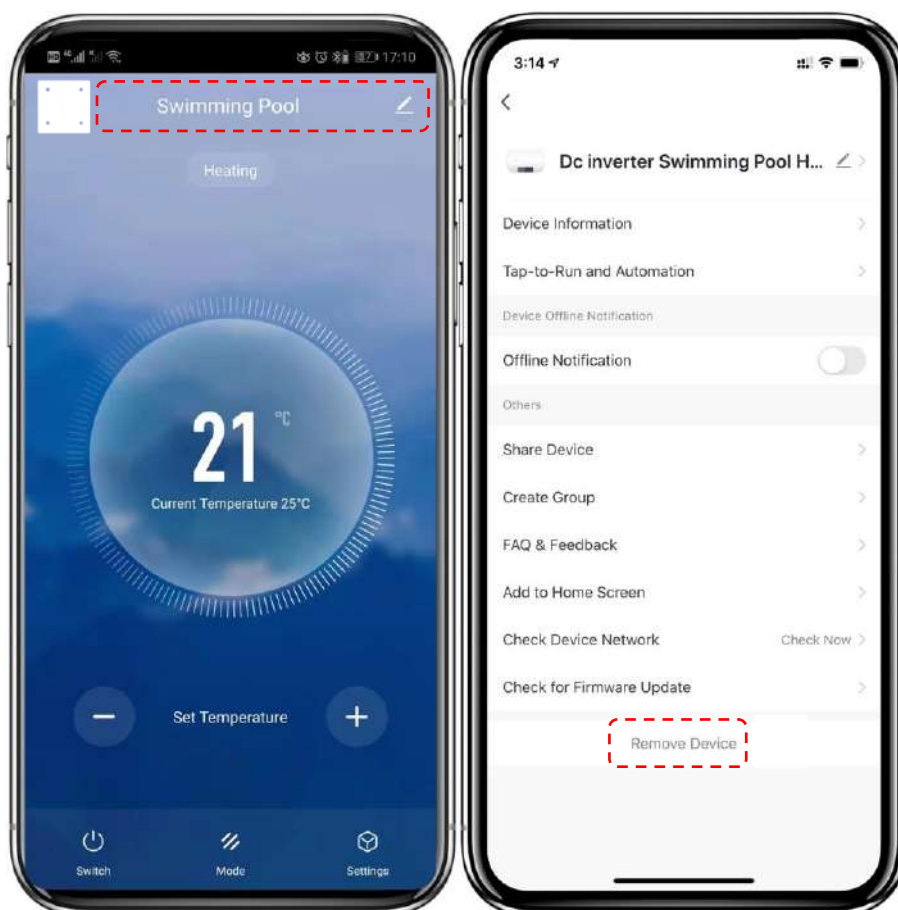 17:10
Swimming Pool
Heating
21 °C
Current Temperature 25°C
Set Temperature
Switch Mode Settings
3:14
Dc inverter Swimming Pool H...
Device Information
Tap-to-Run and Automation
Device Offline Notification
Offline Notification
Others
Share Device
Create Group
FAQ & Feedback
Add to Home Screen
Check Device Network Check Now
Check for Firmware Update
Remove Device